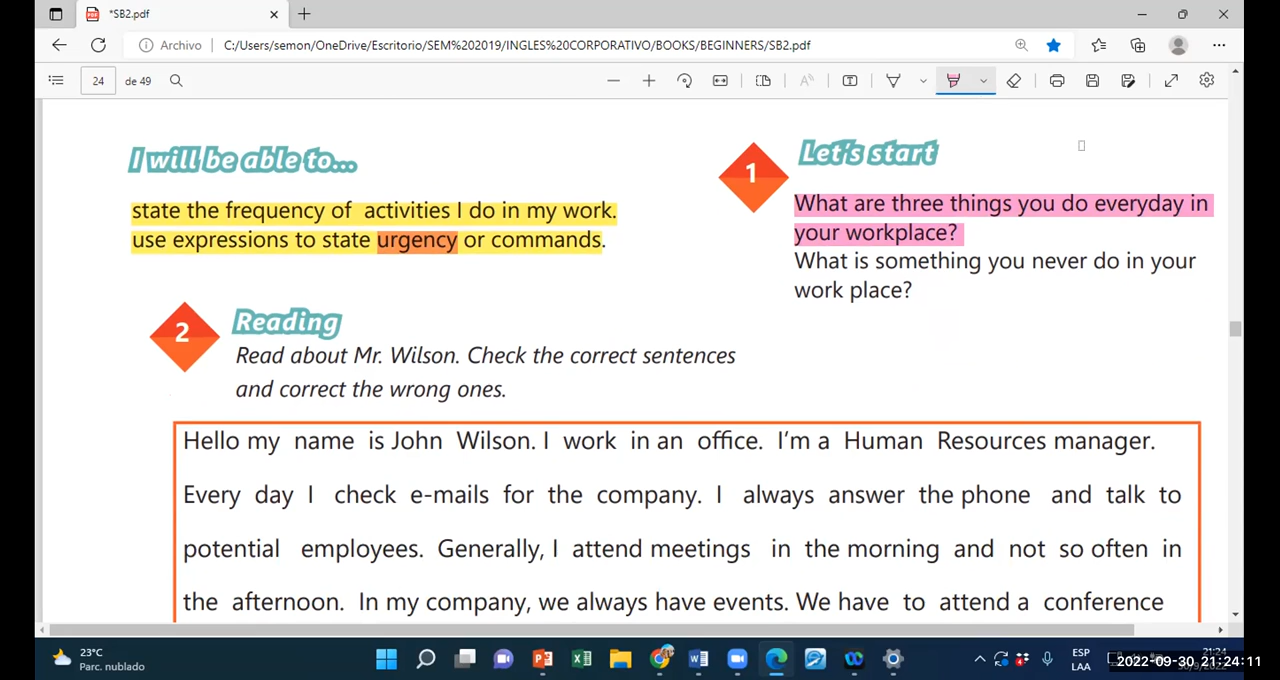 *SB2.pdf
Archivo
C:/Users/semon/OneDrive/Escritorio/SEM%202019/INGLES%20CORPORATIVO/BOOKS/BEGINNERS/SB2.pdf
24
de 49
I will be able to...
state the frequency of activities I do in my work.
use expressions to state urgency or commands.
1
Let's start
What are three things you do everyday in
your workplace?
What is something you never do in your
work place?
2
Reading
Read about Mr. Wilson. Check the correct sentences
and correct the wrong ones.
Hello my name is John Wilson. I work in an office. I'm a Human Resources manager.
Every day I check e-mails for the company. I always answer the phone and talk to
potential employees. Generally, I attend meetings in the morning and not so often in
the afternoon. In my company, we always have events. We have to attend a conference
23°C
Parc. nublado
ESP
LAA
21:24
2022-09-30 21:24:11